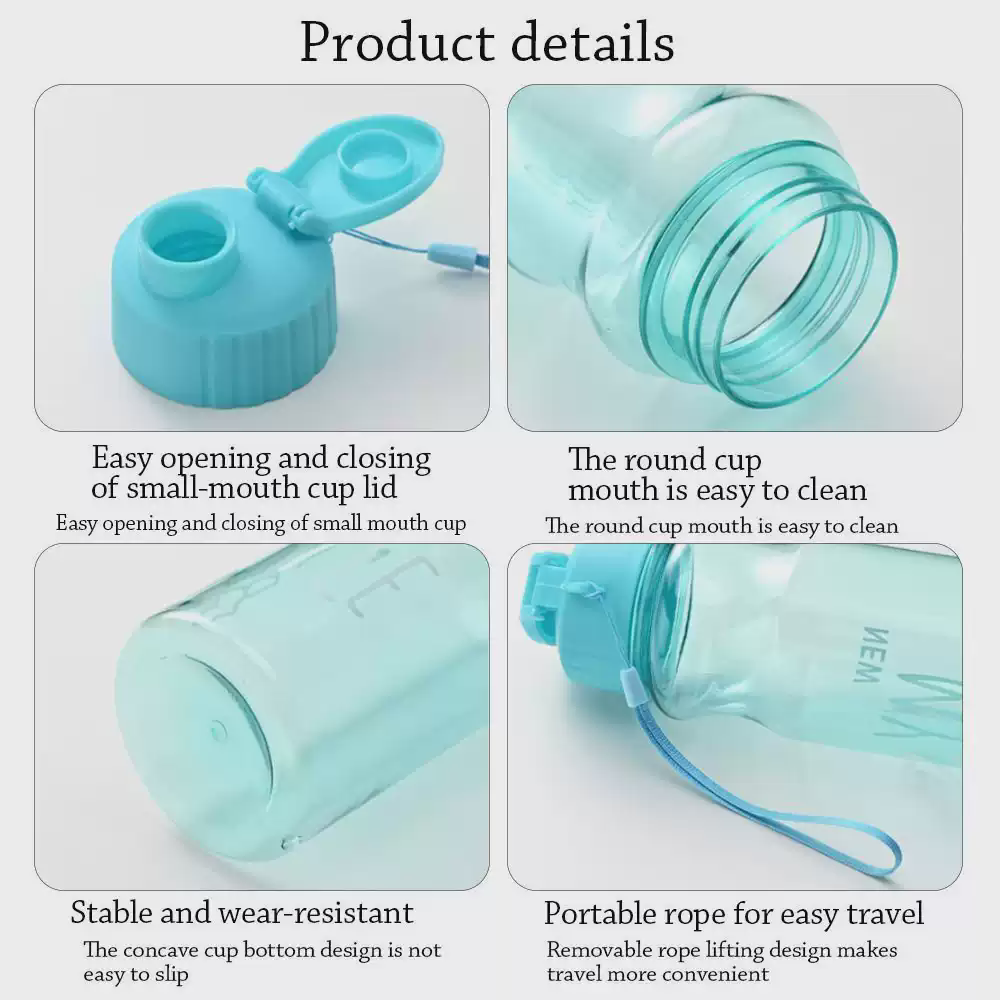 Product details
Easy opening and closing
of small-mouth cup lid
Easy opening and closing of small mouth cup
The round cup
mouth is easy to clean
The round cup mouth is easy to clean
Stable and wear-resistant
The concave cup bottom design is not
easy to slip
NEW
Portable rope for easy travel
Removable rope lifting design makes
travel more convenient